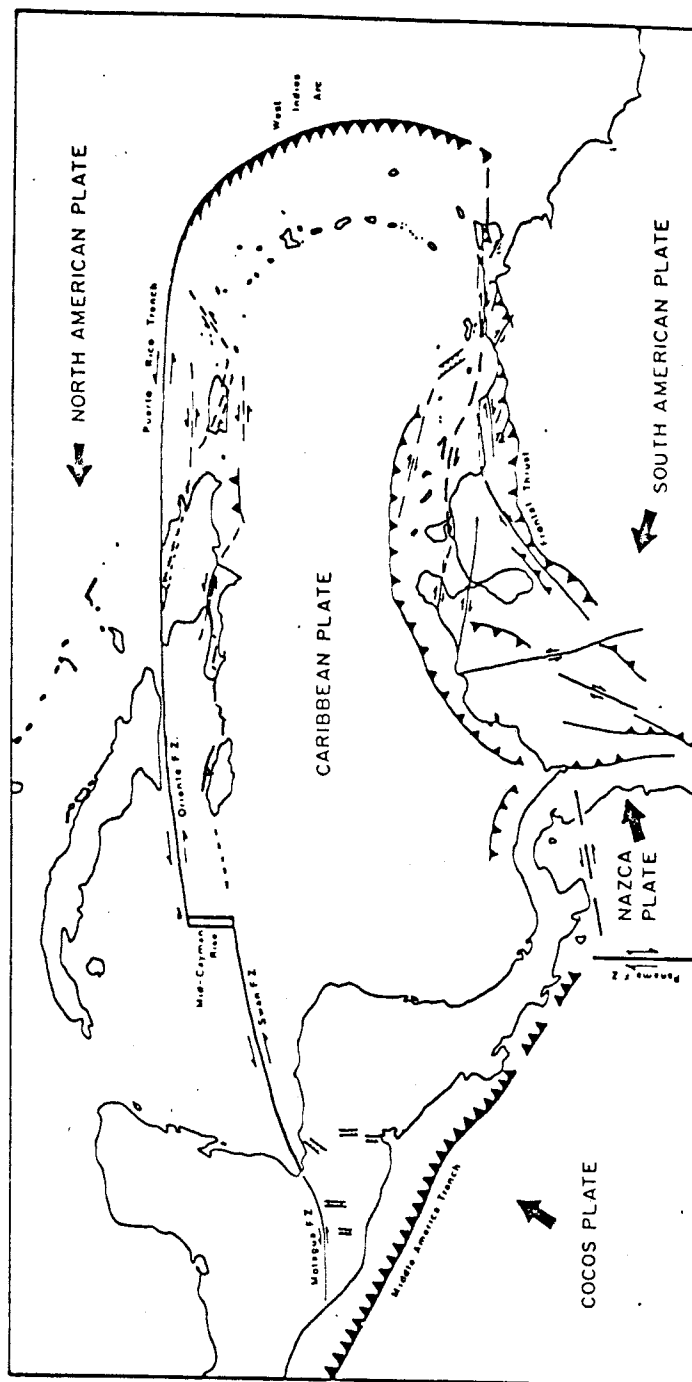 NORTH AMERICAN PLATE
West
Indies
Arc
Puerto Rico Trench
Oriente F.Z.
Mid-Cayman
Rise
Swan F Z
CARIBBEAN PLATE
Motagua F Z
Middle America Trench
COCOS PLATE
NAZCA
PLATE
Panama F Z
Frontal Thrust
SOUTH AMERICAN PLATE